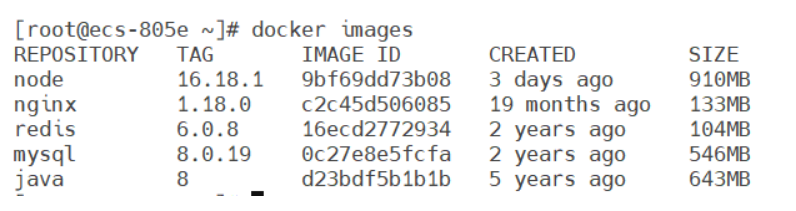 [root@ecs-805e ~]# docker images
REPOSITORY TAG IMAGE ID CREATED SIZE
node 16.18.1 9bf69dd73b08 3 days ago 910MB
nginx 1.18.0 c2c45d506085 19 months ago 133MB
redis 6.0.8 16ecd2772934 2 years ago 104MB
mysql 8.0.19 0c27e8e5fcfa 2 years ago 546MB
java 8 d23bdf5b1b1b 5 years ago 643MB